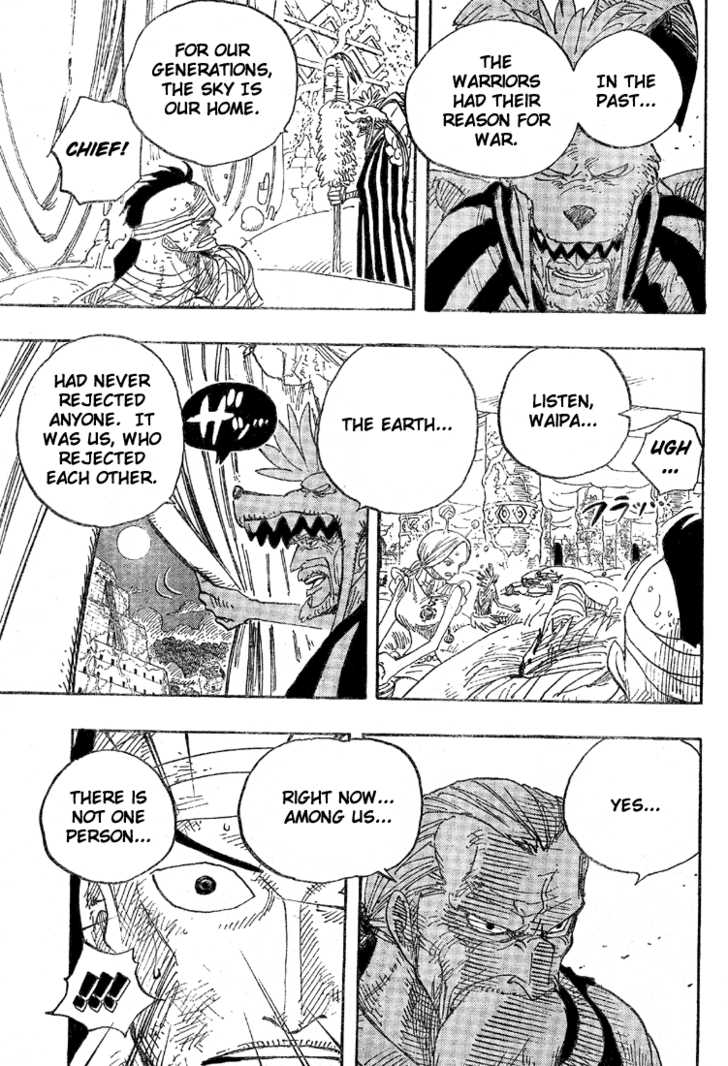 IN THE
PAST...
THE
WARRIORS
HAD THEIR
REASON FOR
WAR.
FOR OUR
GENERATIONS,
THE SKY IS
OUR HOME.
CHIEF!
UGH
...
フラッ…
LISTEN,
WAIPA...
THE EARTH...
ガッ…
HAD NEVER
REJECTED
ANYONE. IT
WAS US, WHO
REJECTED
EACH OTHER.
YES...
RIGHT NOW...
AMONG US...
THERE IS
NOT ONE
PERSON...
!!!